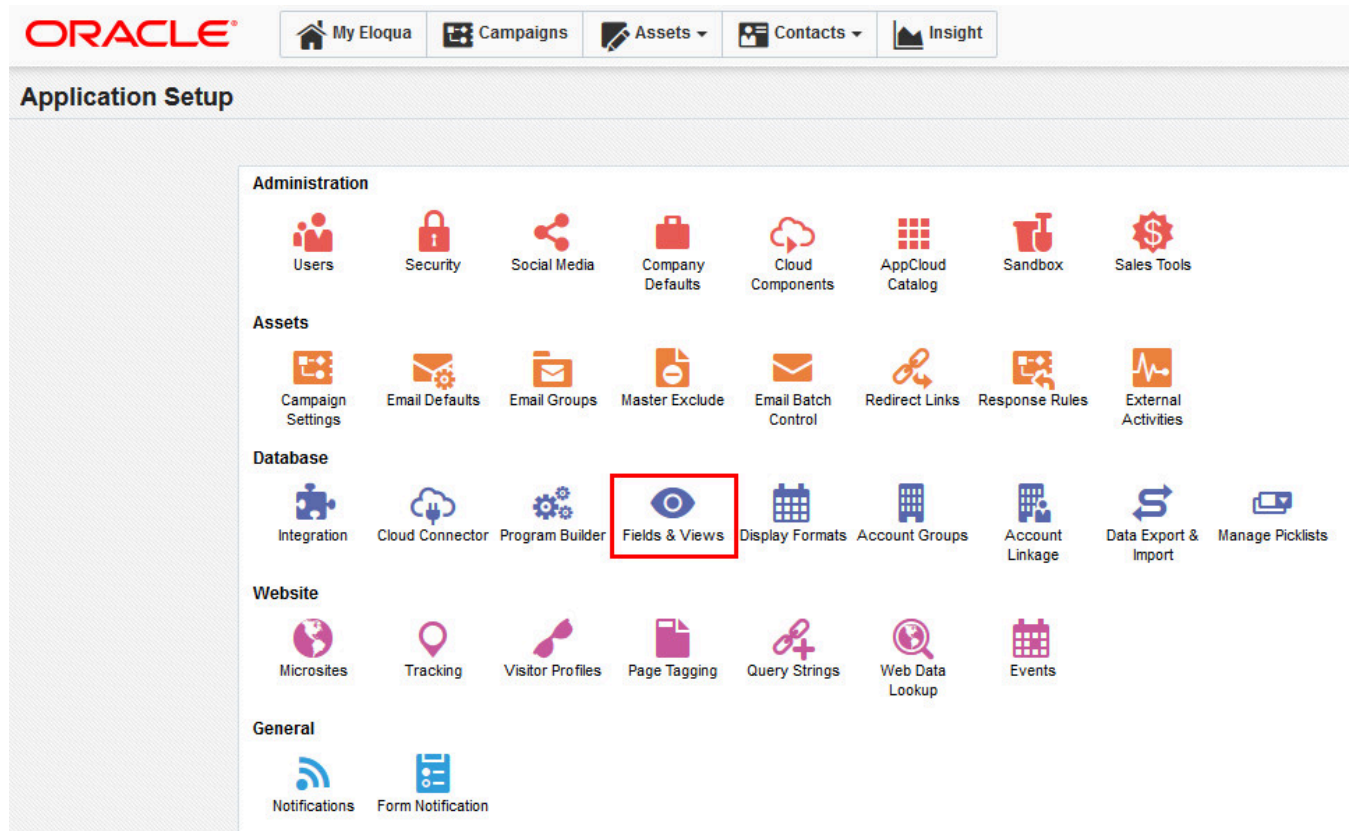 ORACLE®
My Eloqua
Campaigns
Assets
Contacts
Insight
Application Setup
Administration
Users
Security
Social Media
Company
Defaults
Cloud
Components
AppCloud
Catalog
Sandbox
Sales Tools
Assets
Campaign
Settings
Email Defaults
Email Groups
Master Exclude
Email Batch
Control
Redirect Links
Response Rules
External
Activities
Database
Integration
Cloud Connector
Program Builder
Fields & Views
Display Formats
Account Groups
Account
Linkage
Data Export &
Import
Manage Picklists
Website
Microsites
Tracking
Visitor Profiles
Page Tagging
Query Strings
Web Data
Lookup
Events
General
Notifications
Form Notification